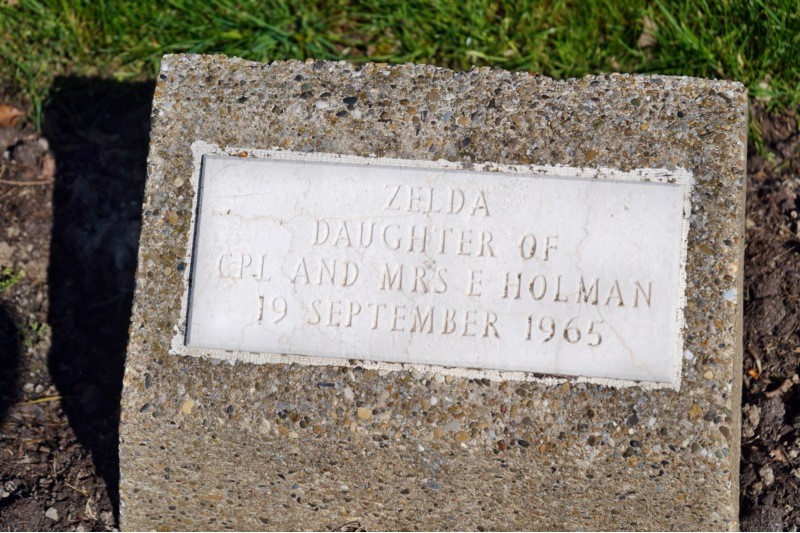 ZELDA
DAUGHTER OF
CPL AND MRS E HOLMAN
19 SEPTEMBER 1965